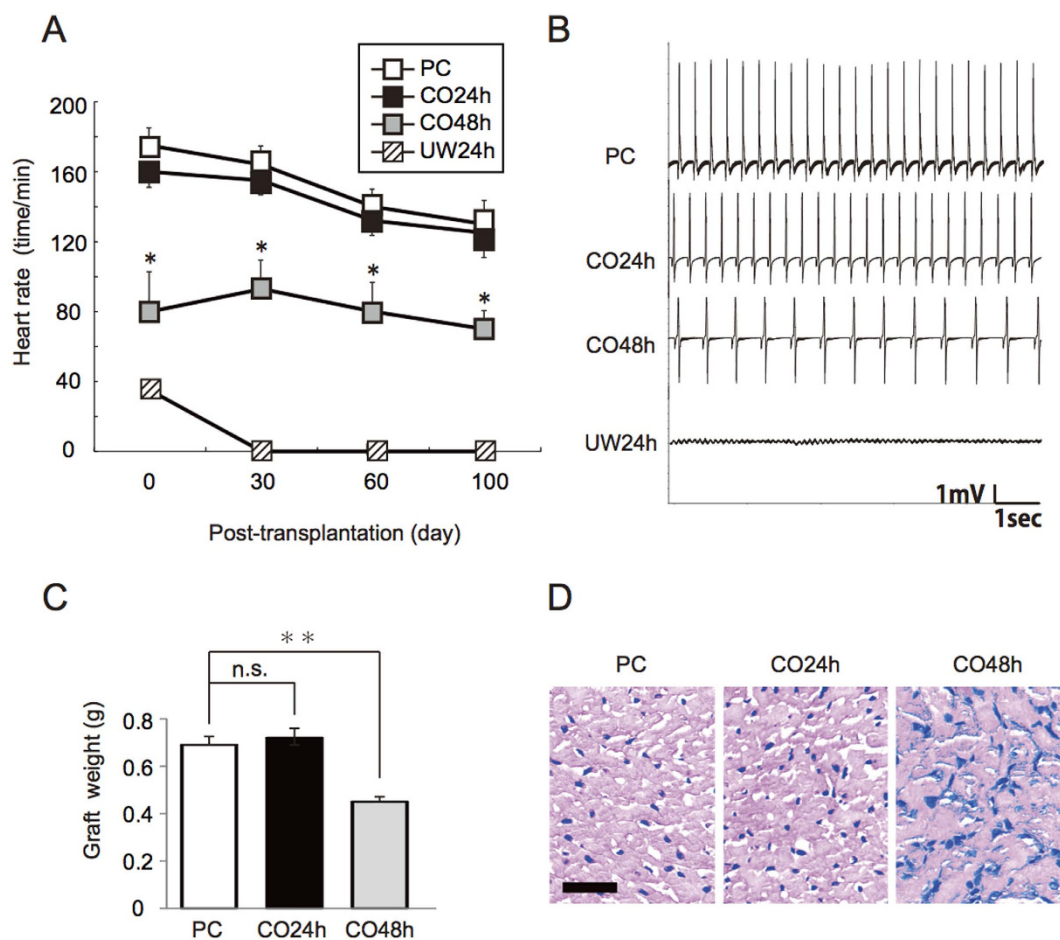 A
PC
CO24h
CO48h
UW24h
200
160
120
80
40
0
Heart rate (time/min)
* * * *
0 30 60 100
Post-transplantation (day)
B
PC
CO24h
CO48h
UW24h
1mV
1sec
C
* *
n.s.
0.8
0.6
0.4
0.2
0
Graft weight (g)
PC CO24h CO48h
D
PC CO24h CO48h